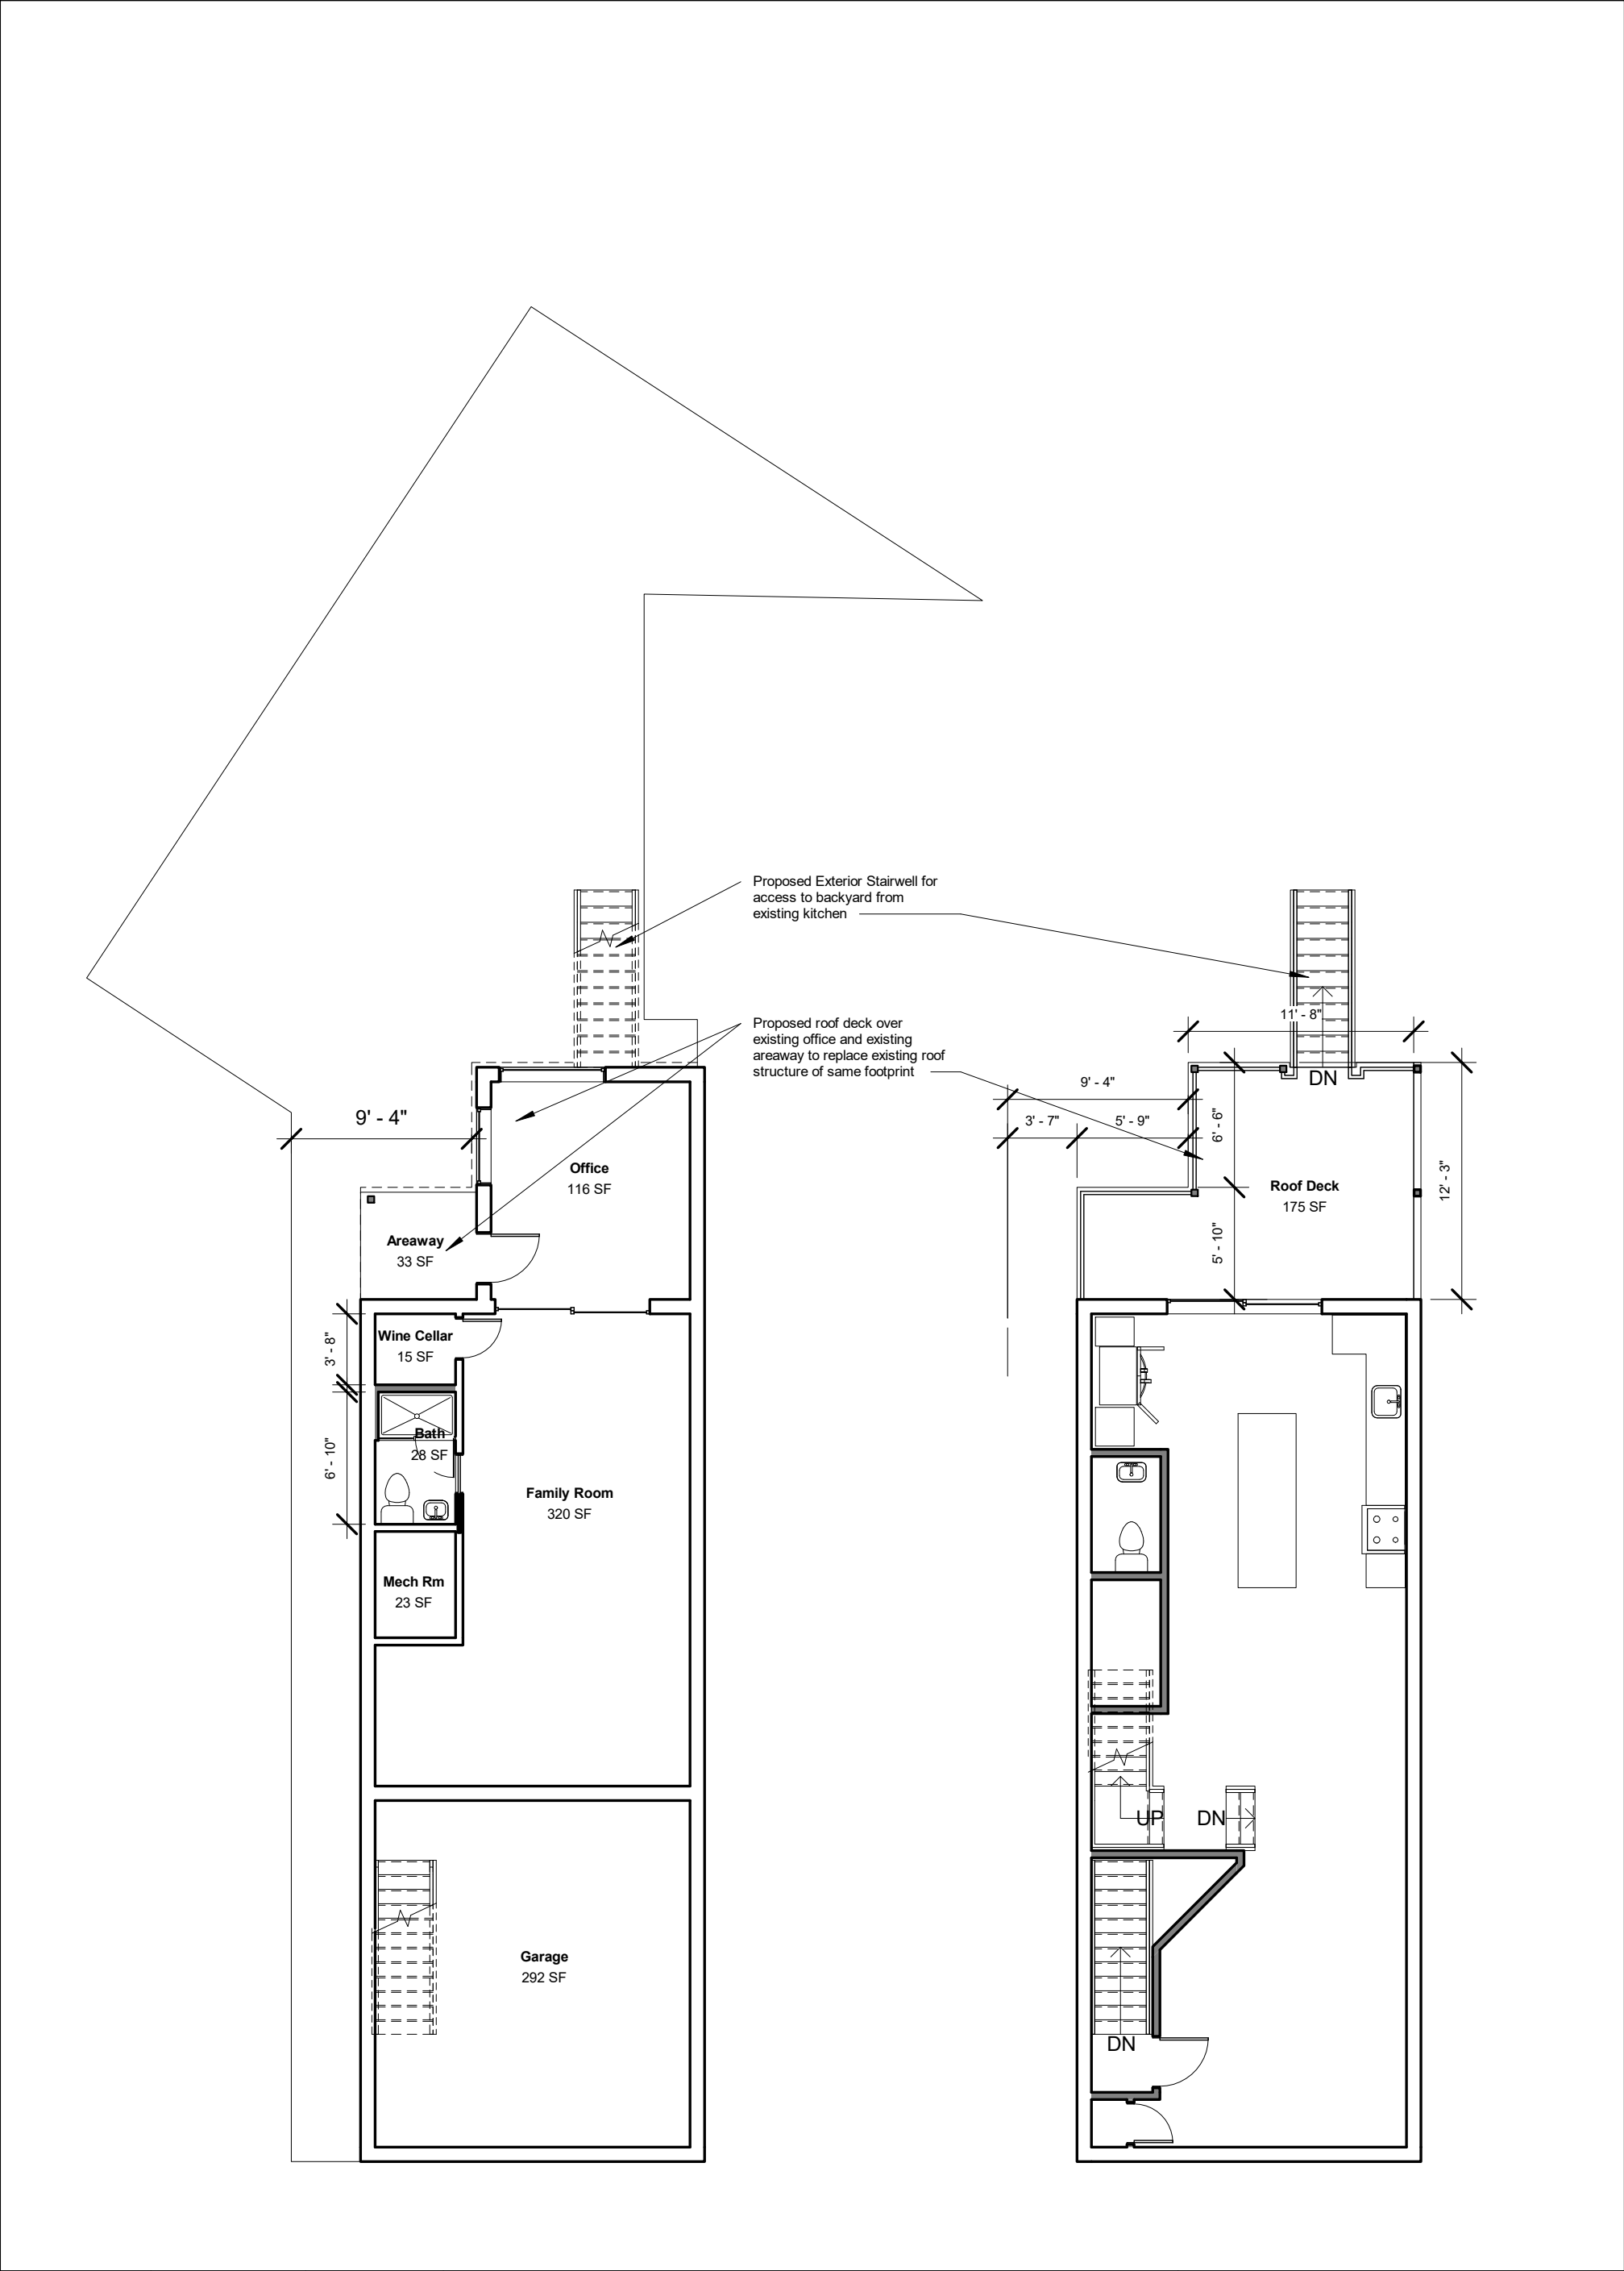 Proposed Exterior Stairwell for
access to backyard from
existing kitchen
Proposed roof deck over
existing office and existing
areaway to replace existing roof
structure of same footprint
9' - 4"
Office
116 SF
Areaway
33 SF
Wine Cellar
15 SF
3' - 8"
Bath
28 SF
6' - 10"
Family Room
320 SF
Mech Rm
23 SF
Garage
292 SF
11' - 8"
DN
9' - 4"
3' - 7"
5' - 9"
6' - 6"
Roof Deck
175 SF
12' - 3"
5' - 10"
UP
DN
DN